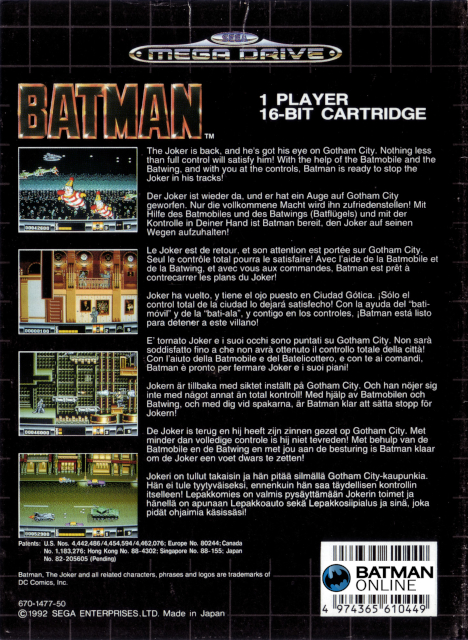 SEGA
MEGA DRIVE
BATMAN™
1 PLAYER
16-BIT CARTRIDGE
The Joker is back, and he's got his eye on Gotham City. Nothing less
than full control will satisfy him! With the help of the Batmobile and the
Batwing, and with you at the controls, Batman is ready to stop the
Joker in his tracks!
Der Joker ist wieder da, und er hat ein Auge auf Gotham City
geworfen. Nur die vollkommene Macht wird ihn zufriedenstellen! Mit
Hilfe des Batmobiles und des Batwings (Batflügels) und mit der
Kontrolle in Deiner Hand ist Batman bereit, den Joker auf seinen
Wegen aufzuhalten!
Le Joker est de retour, et son attention est portée sur Gotham City.
Seul le contrôle total pourra le satisfaire! Avec l'aide de la Batmobile et
de la Batwing, et avec vous aux commandes, Batman est prêt à
contrecarrer les plans du Joker!
Joker ha vuelto, y tiene el ojo puesto en Ciudad Gótica. ¡Sólo el
control total de la ciudad lo dejará satisfecho! Con la ayuda del "bati-
móvil" y de la "bati-ala", y contigo en los controles, ¡Batman está listo
para detener a este villano!
E' tornato Joker e i suoi occhi sono puntati su Gotham City. Non sarà
soddisfatto fino a che non avrà ottenuto il controllo totale della città!
Con l'aiuto della Batmobile e del Batelicottero, e con te ai comandi,
Batman è pronto per fermare Joker e i suoi piani!
Jokern är tillbaka med siktet inställt på Gotham City. Och han nöjer sig
inte med något annat än total kontroll! Med hjälp av Batmobilen och
Batwing, och med dig vid spakarna, är Batman klar att sätta stopp för
Jokern!
De Joker is terug en hij heeft zijn zinnen gezet op Gotham City. Met
minder dan volledige controle is hij niet tevreden! Met behulp van de
Batmobile en de Batwing en met jou aan de besturing is Batman klaar
om de Joker een voet dwars te zetten!
Jokeri on tullut takaisin ja hän pitää silmällä Gotham City-kaupunkia.
Hän ei tule tyytyväiseksi, ennenkuin hän saa täydellisen kontrollin
itselleen! Lepakkomies on valmis pysäyttämään Jokerin toimet ja
hänellä on apunaan Lepakkoauto sekä Lepakkosiipialus ja sinä, joka
pidät ohjaimia käsissäsi!
Patents: U.S. Nos. 4,442,486/4,454,594/4,462,076; Europe No. 80244; Canada
No. 1,183,276; Hong Kong No. 88-4302; Singapore No. 88-155; Japan
No. 82-205605 (Pending)
Batman, The Joker and all related characters, phrases and logos are trademarks of
DC Comics, Inc.
670-1477-50
©1992 SEGA ENTERPRISES.LTD. Made in Japan
BATMAN
ONLINE
4 974365 610449